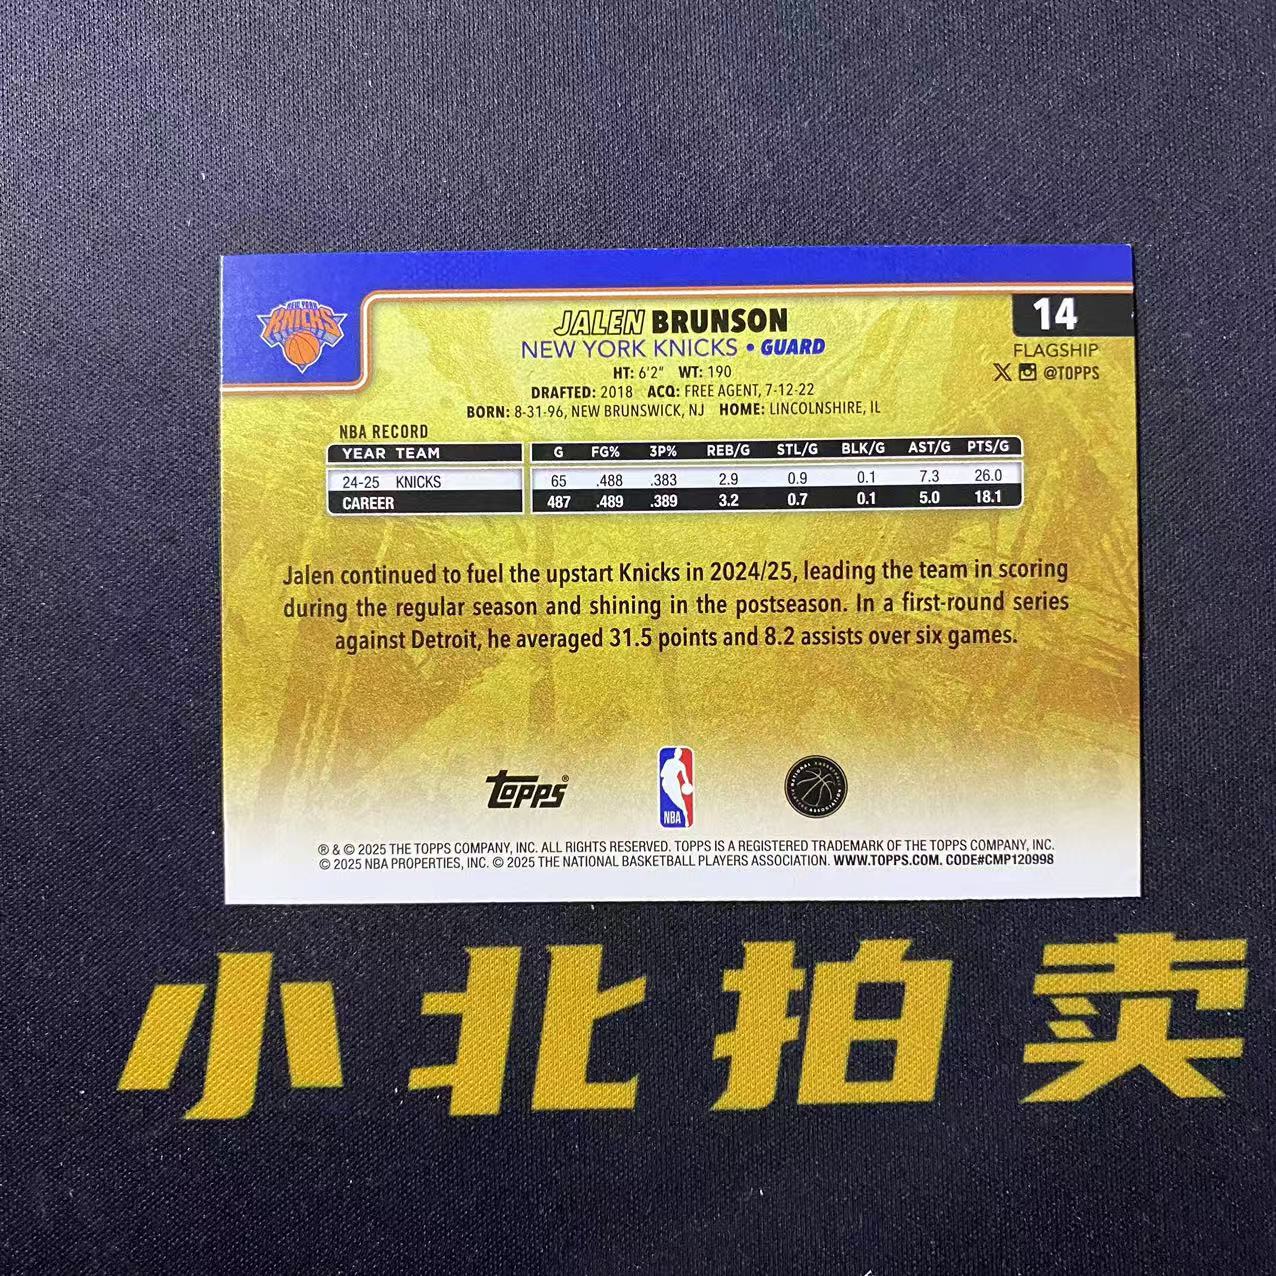 NEW YORK
KNICKS
14
FLAGSHIP
X @TOPPS
JALEN BRUNSON
NEW YORK KNICKS • GUARD
HT: 6'2" WT: 190
DRAFTED: 2018 ACQ: FREE AGENT, 7-12-22
BORN: 8-31-96, NEW BRUNSWICK, NJ HOME: LINCOLNSHIRE, IL
NBA RECORD
YEAR TEAM G FG% 3P% REB/G STL/G BLK/G AST/G PTS/G
24-25 KNICKS 65 .488 .383 2.9 0.9 0.1 7.3 26.0
CAREER 487 .489 .389 3.2 0.7 0.1 5.0 18.1
Jalen continued to fuel the upstart Knicks in 2024/25, leading the team in scoring
during the regular season and shining in the postseason. In a first-round series
against Detroit, he averaged 31.5 points and 8.2 assists over six games.
Topps®
NBA
NATIONAL BASKETBALL PLAYERS ASSOCIATION
® & © 2025 THE TOPPS COMPANY, INC. ALL RIGHTS RESERVED. TOPPS IS A REGISTERED TRADEMARK OF THE TOPPS COMPANY, INC.
© 2025 NBA PROPERTIES, INC. © 2025 THE NATIONAL BASKETBALL PLAYERS ASSOCIATION. WWW.TOPPS.COM. CODE#CMP120998
小北拍卖